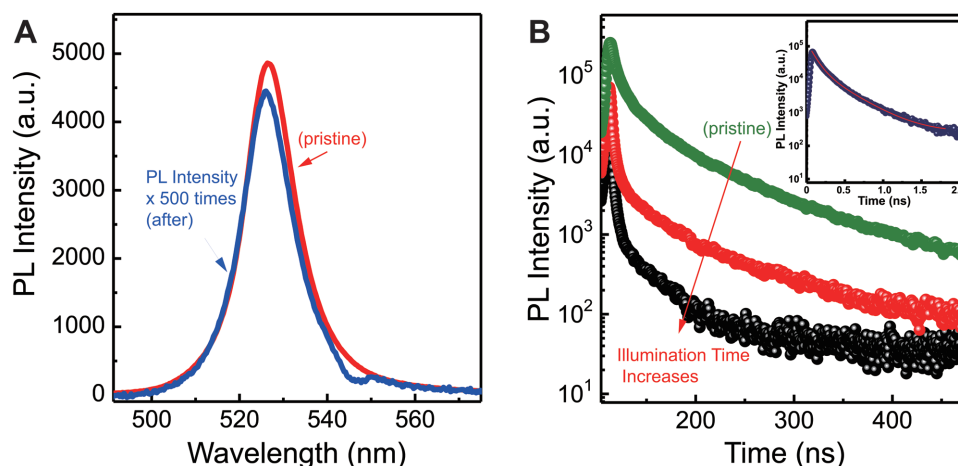 A
PL Intensity (a.u.)
5000
4000
3000
2000
1000
0
500
520
540
560
Wavelength (nm)
(pristine)
PL Intensity
x 500 times
(after)
B
PL Intensity (a.u.)
10⁵
10⁴
10³
10²
10¹
200
300
400
Time (ns)
(pristine)
Illumination Time
Increases
PL Intensity (a.u.)
10⁵
10⁴
10³
10²
10¹
0
0.5
1.0
1.5
Time (ns)